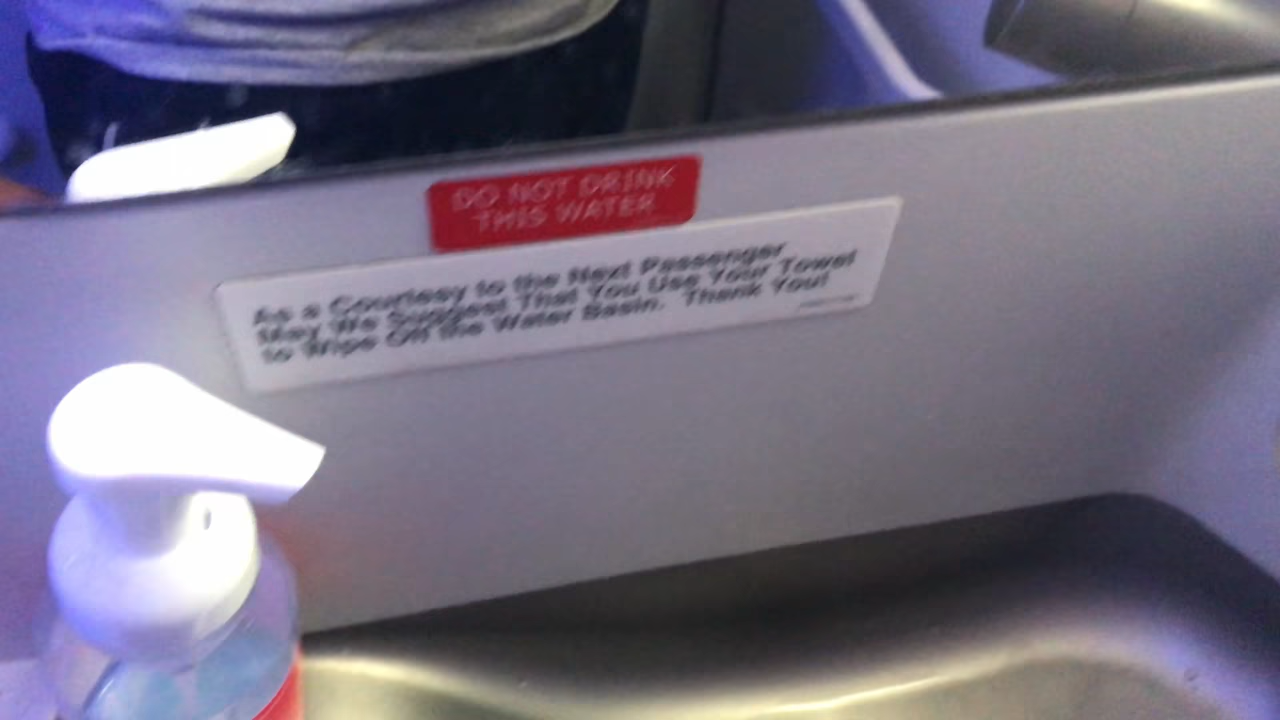 DO NOT DRINK
THIS WATER
As a Courtesy to the Next Passenger
May We Suggest That You Use Your Towel
to Wipe Off the Water Basin. Thank You!